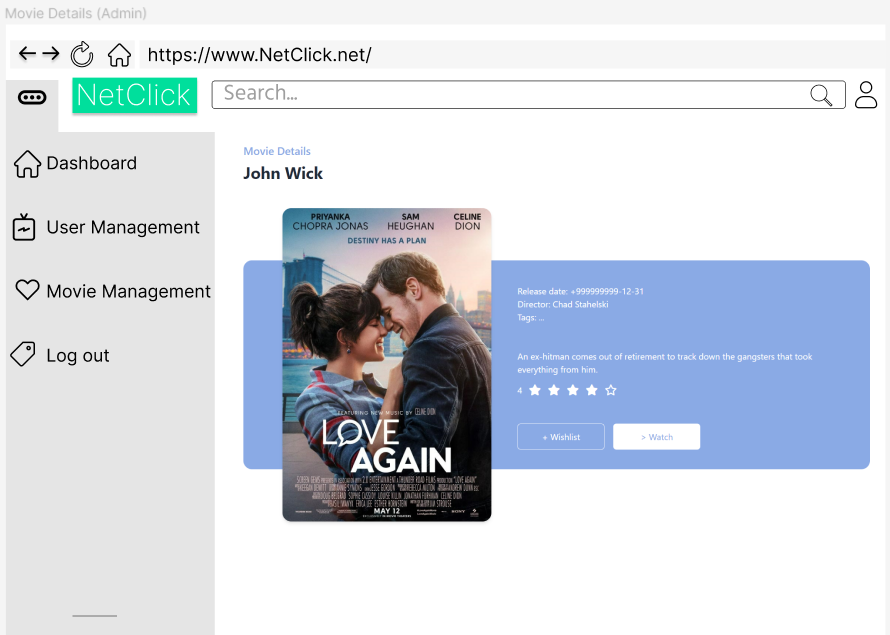 Movie Details (Admin)
https://www.NetClick.net/
NetClick
Search...
Dashboard
User Management
Movie Management
Log out
Movie Details
John Wick
PRIYANKA CHOPRA JONAS
SAM HEUGHAN
CELINE DION
DESTINY HAS A PLAN
FEATURING NEW MUSIC BY CELINE DION
LOVE
AGAIN
MAY 12
Release date: +999999999-12-31
Director: Chad Stahelski
Tags: ...
An ex-hitman comes out of retirement to track down the gangsters that took
everything from him.
4
+ Wishlist
> Watch